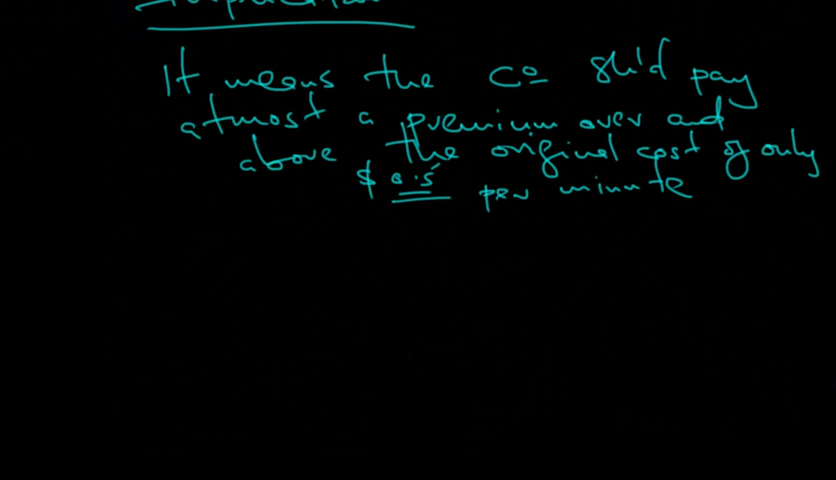 It means the co sh'd pay
atmost a premium over and
above the original cost of only
$ 0.5 per minute